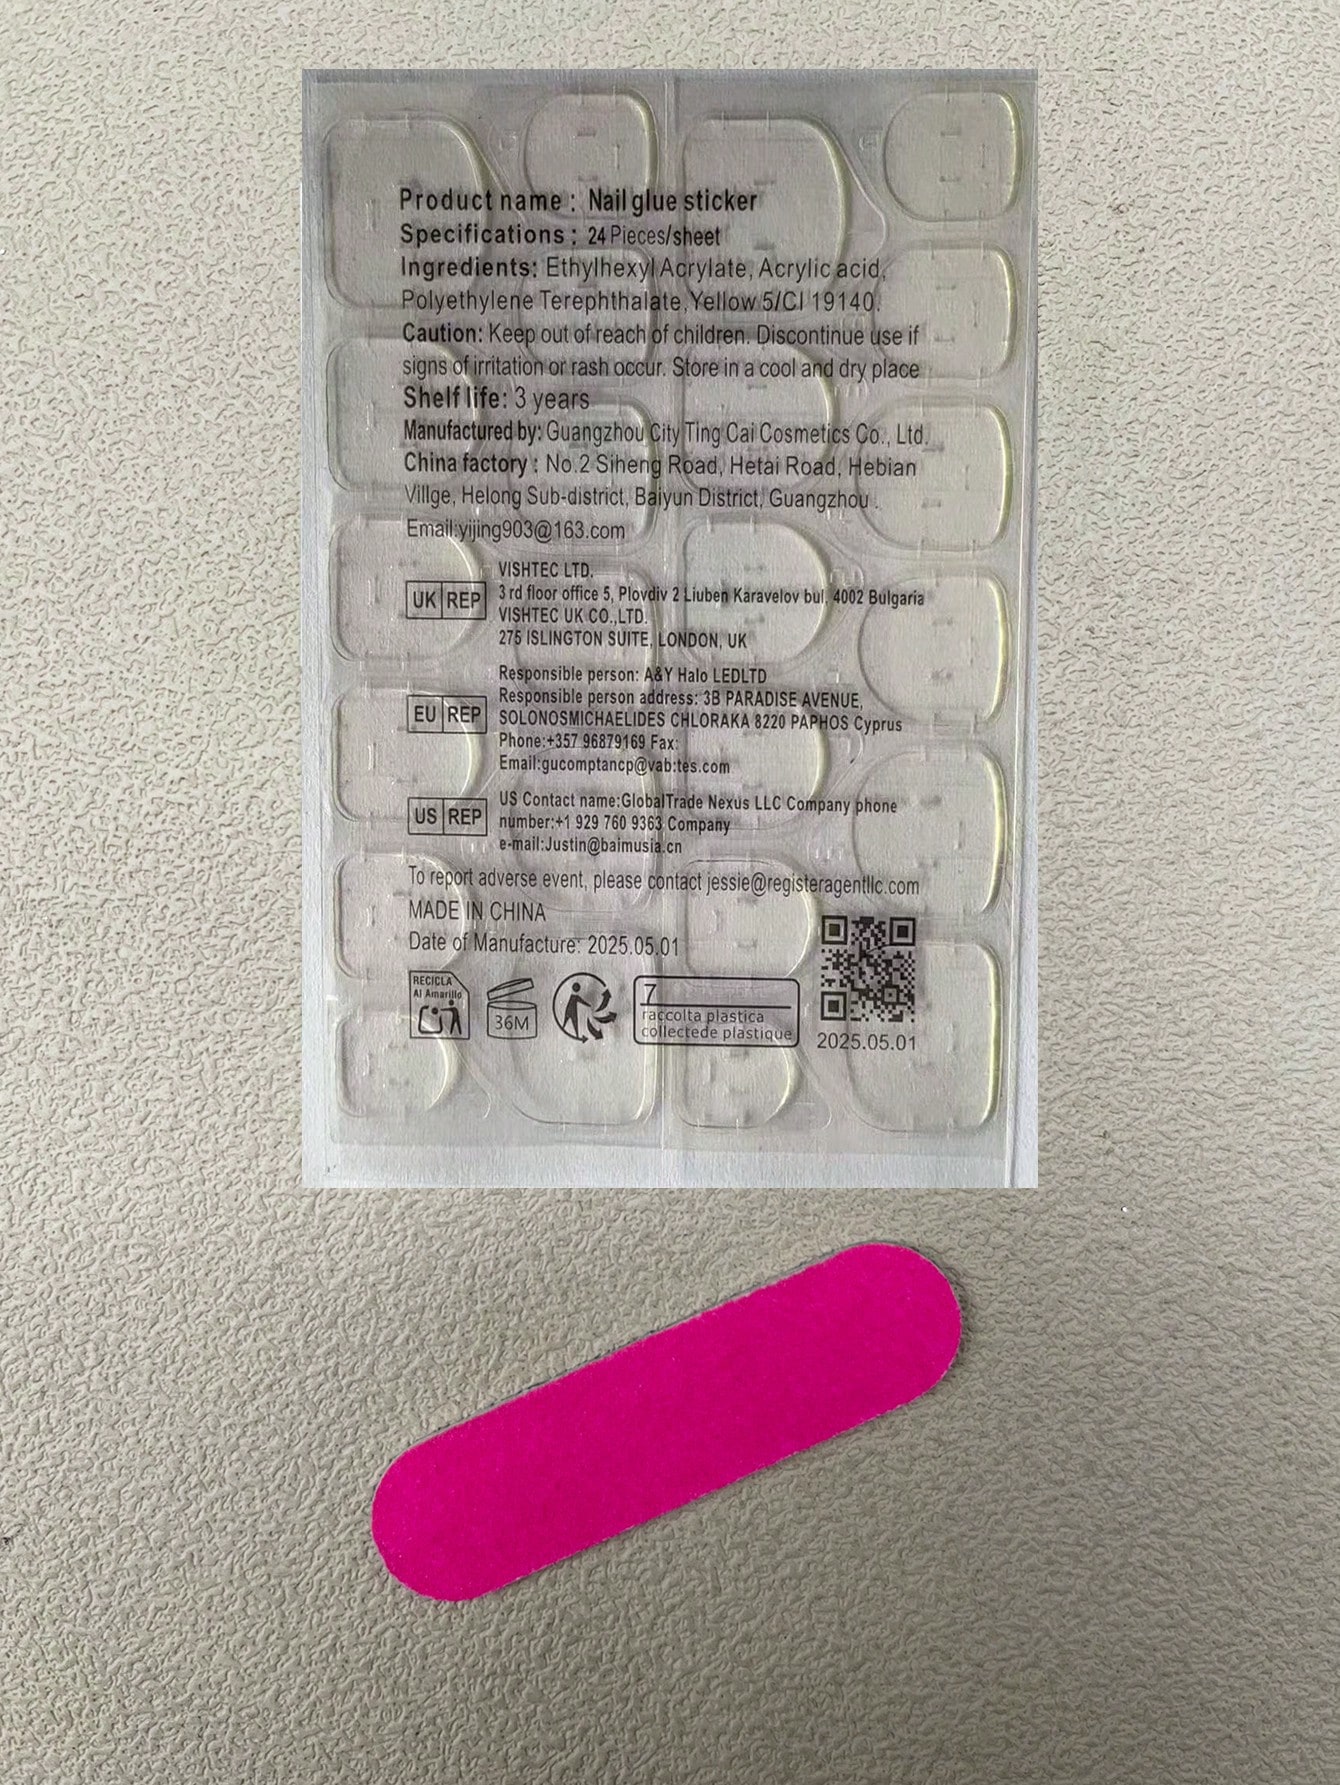 Product name : Nail glue sticker
Specifications : 24 Pieces/sheet
Ingredients: Ethylhexyl Acrylate, Acrylic acid,
Polyethylene Terephthalate,Yellow 5/CI 19140.
Caution: Keep out of reach of children. Discontinue use if
signs of irritation or rash occur. Store in a cool and dry place
Shelf life: 3 years
Manufactured by: Guangzhou City Ting Cai Cosmetics Co., Ltd.
China factory : No.2 Siheng Road, Hetai Road, Hebian
Villge, Helong Sub-district, Baiyun District, Guangzhou .
Email:yijing903@163.com
UK REP
VISHTEC LTD.
3 rd floor office 5, Plovdiv 2 Liuben Karavelov bul, 4002 Bulgaria
VISHTEC UK CO.,LTD.
275 ISLINGTON SUITE, LONDON, UK
EU REP
Responsible person: A&Y Halo LEDLTD
Responsible person address: 3B PARADISE AVENUE,
SOLONOSMICHAELIDES CHLORAKA 8220 PAPHOS Cyprus
Phone:+357 96879169 Fax:
Email:gucomptancp@vab:tes.com
US REP
US Contact name:GlobalTrade Nexus LLC Company phone
number:+1 929 760 9363 Company
e-mail:Justin@baimusia.cn
To report adverse event, please contact jessie@registeragentllc.com
MADE IN CHINA
Date of Manufacture: 2025.05.01
RECICLA
Al Amarillo
36M
7
raccolta plastica
collectede plastique
2025.05.01